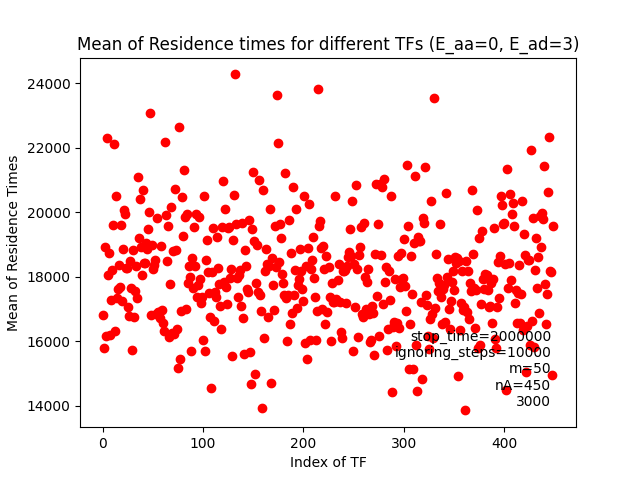 Mean of Residence times for different TFs (E_aa=0, E_ad=3)
Mean of Residence Times
24000
22000
20000
18000
16000
14000
stop_time=2000000
ignoring_steps=10000
m=50
nA=450
3000
0
100
200
300
400
Index of TF